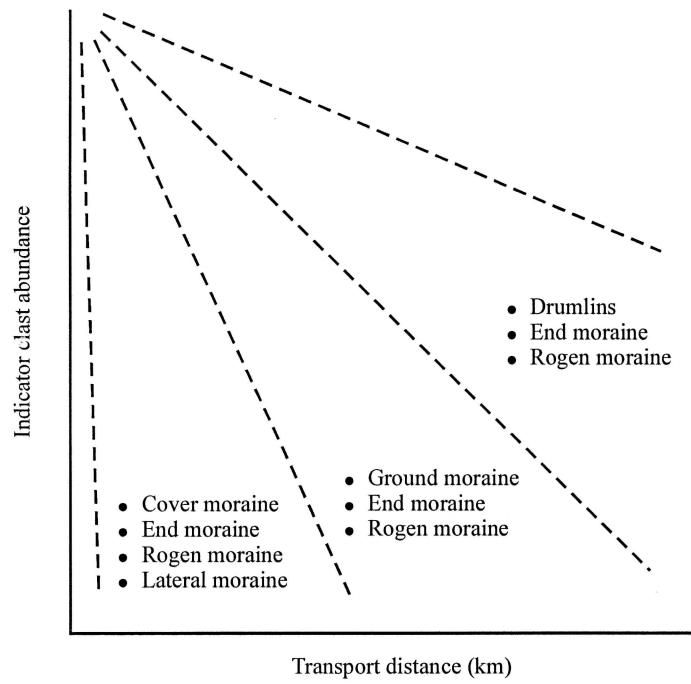 Indicator clast abundance
• Drumlins
• End moraine
• Rogen moraine
• Ground moraine
• End moraine
• Rogen moraine
• Cover moraine
• End moraine
• Rogen moraine
• Lateral moraine
Transport distance (km)